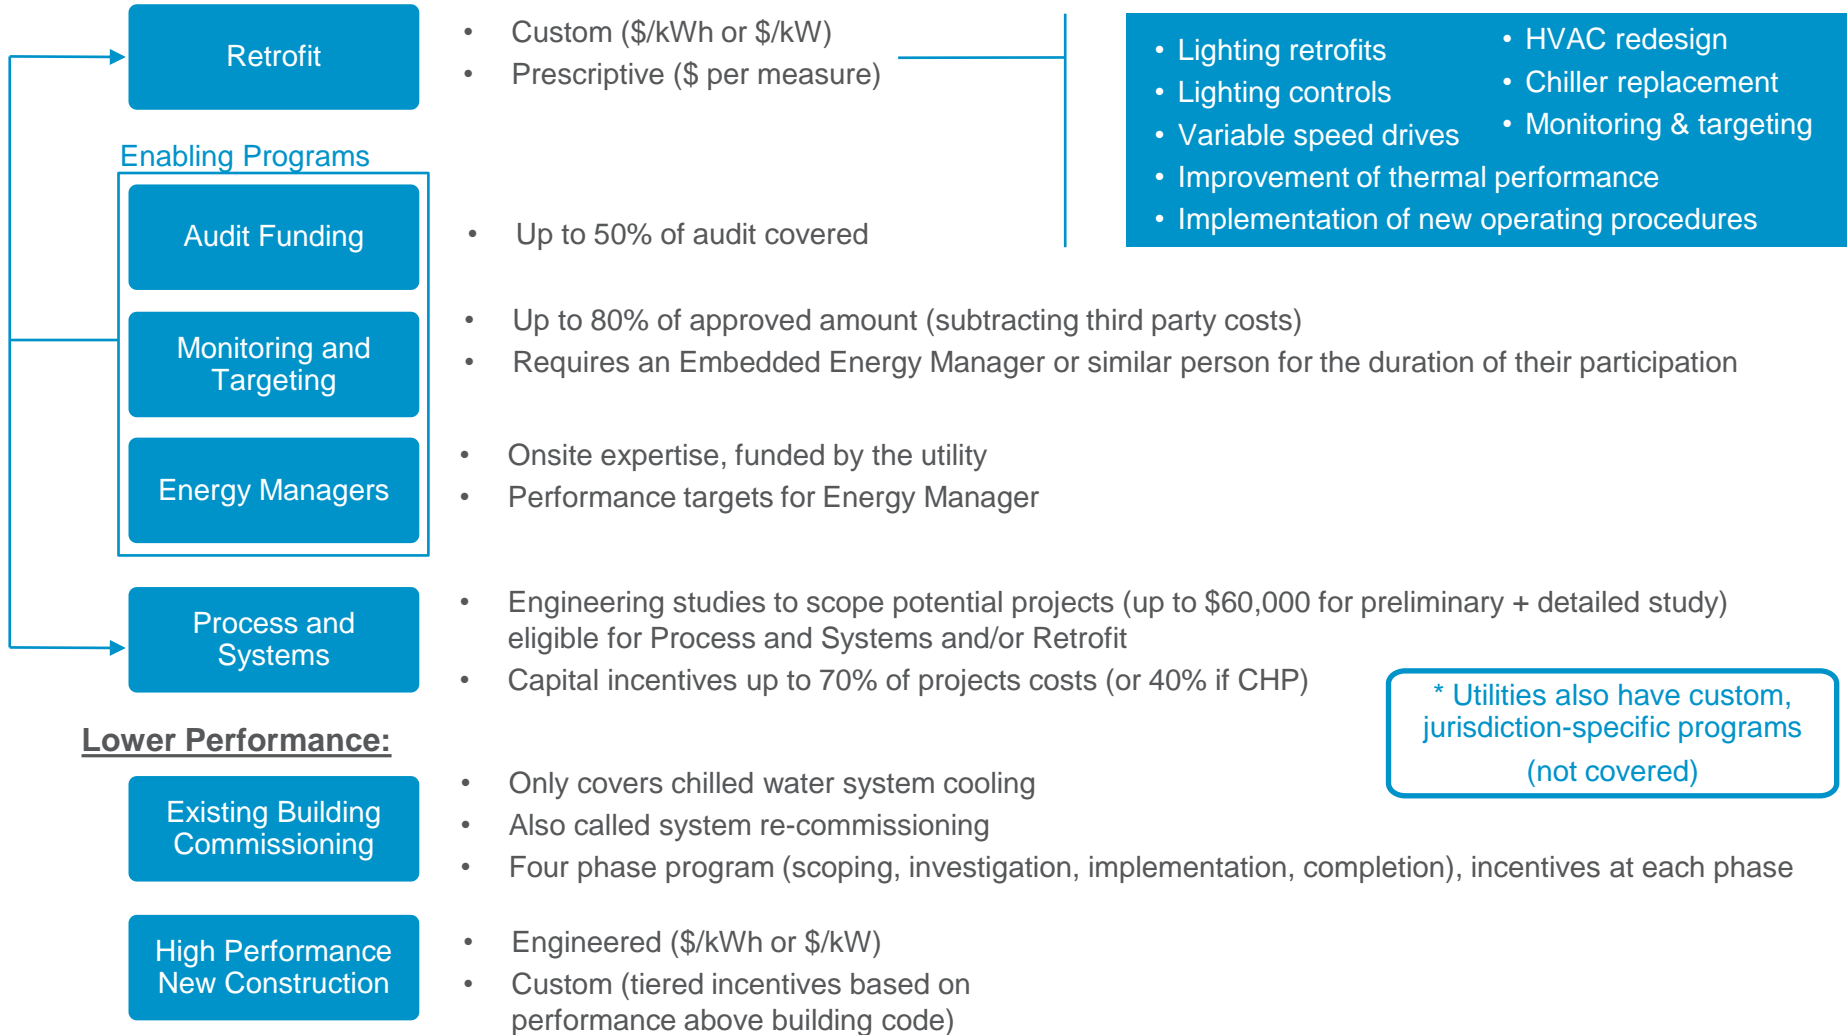 Retrofit
• Custom ($/kWh or $/kW)
• Prescriptive ($ per measure)
• Lighting retrofits
• Lighting controls
• Variable speed drives
• Improvement of thermal performance
• Implementation of new operating procedures
• HVAC redesign
• Chiller replacement
• Monitoring & targeting
Enabling Programs
Audit Funding
• Up to 50% of audit covered
Monitoring and
Targeting
• Up to 80% of approved amount (subtracting third party costs)
• Requires an Embedded Energy Manager or similar person for the duration of their participation
Energy Managers
• Onsite expertise, funded by the utility
• Performance targets for Energy Manager
Process and
Systems
• Engineering studies to scope potential projects (up to $60,000 for preliminary + detailed study)
eligible for Process and Systems and/or Retrofit
• Capital incentives up to 70% of projects costs (or 40% if CHP)
* Utilities also have custom,
jurisdiction-specific programs
(not covered)
Lower Performance:
Existing Building
Commissioning
• Only covers chilled water system cooling
• Also called system re-commissioning
• Four phase program (scoping, investigation, implementation, completion), incentives at each phase
High Performance
New Construction
• Engineered ($/kWh or $/kW)
• Custom (tiered incentives based on
performance above building code)